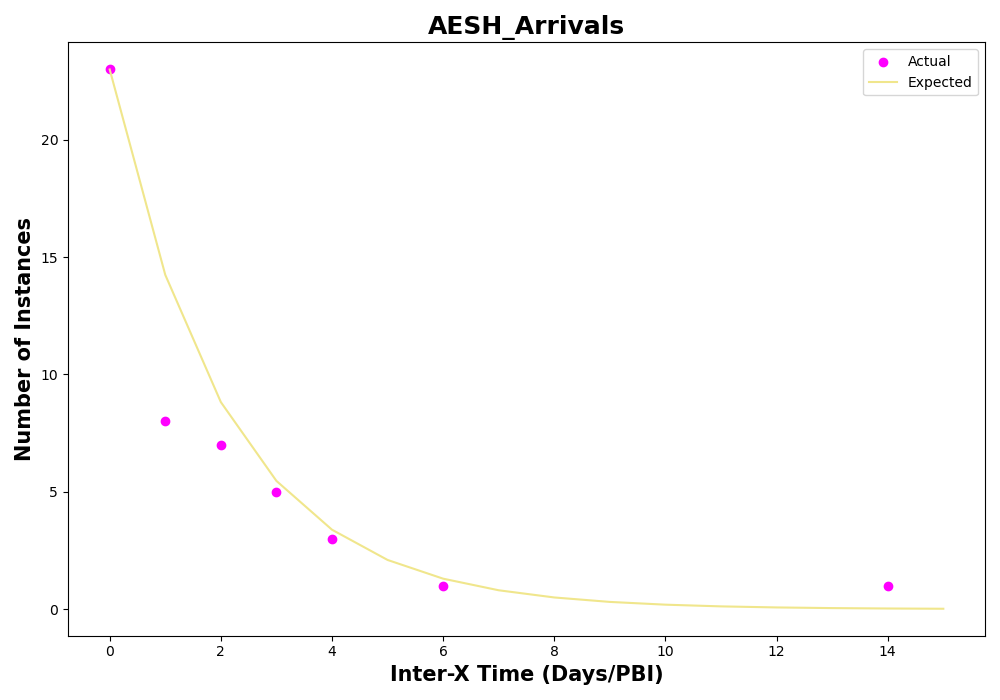 AESH_Arrivals
Actual
Expected
Number of Instances
20
15
10
5
0
0 2 4 6 8 10 12 14
Inter-X Time (Days/PBI)